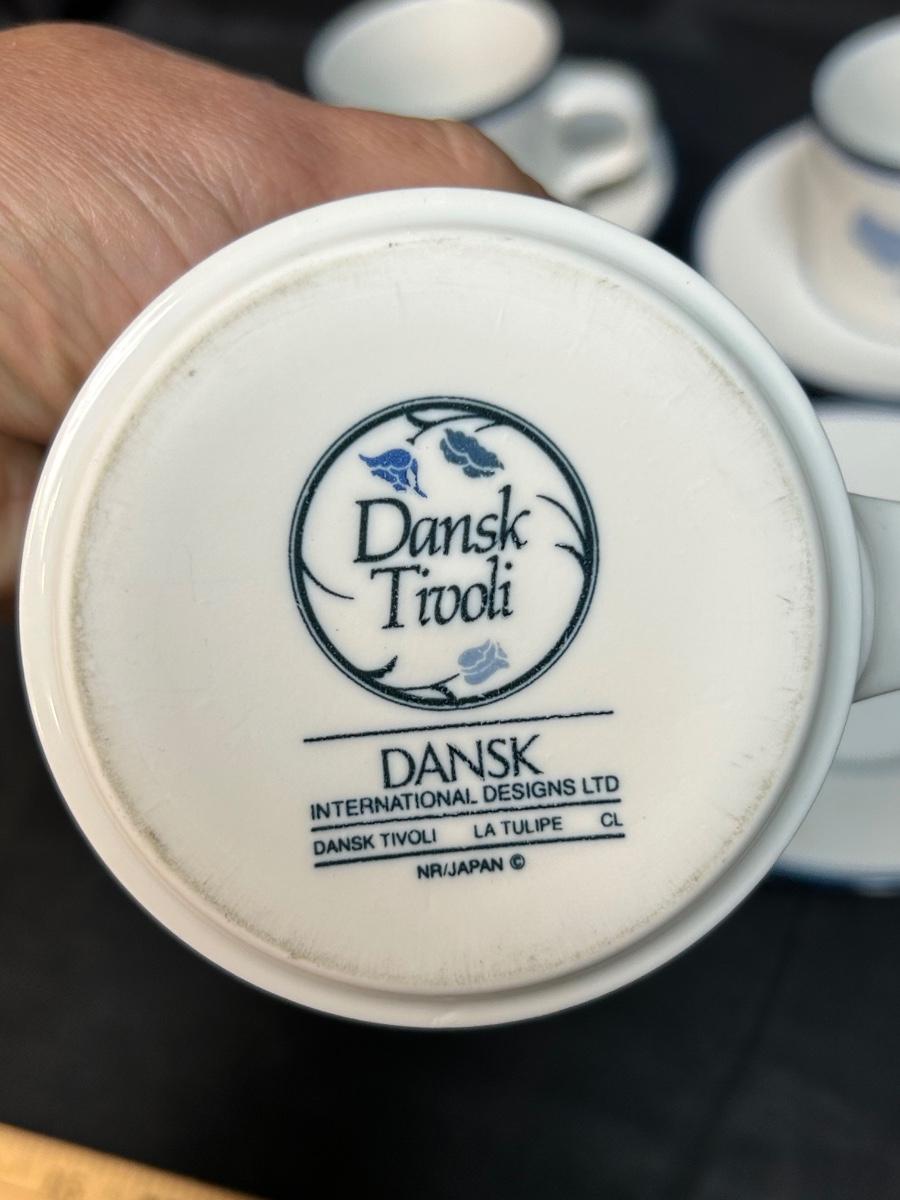 Dansk
Tivoli
DANSK
INTERNATIONAL DESIGNS LTD
DANSK TIVOLI LA TULIPE CL
NR/JAPAN ©